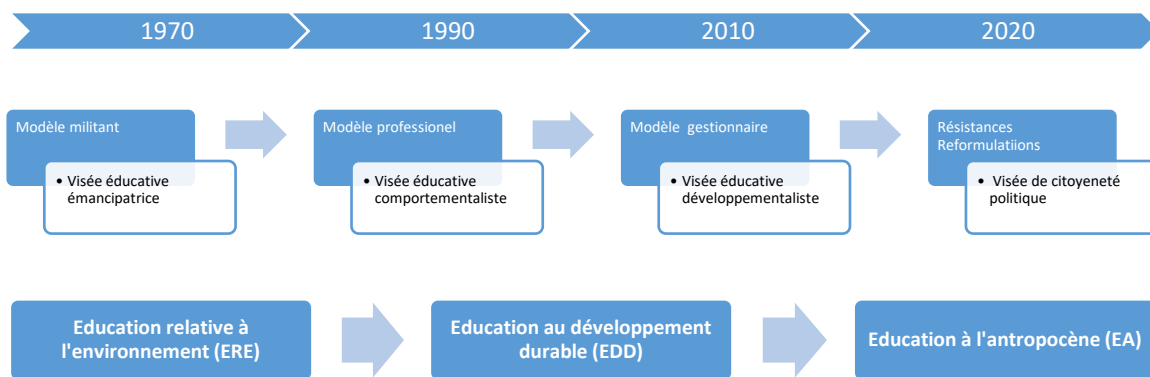 1970
1990
2010
2020
Modèle militant
• Visée éducative
émancipatrice
Modèle professionel
• Visée éducative
comportementaliste
Modèle gestionnaire
• Visée éducative
développementaliste
Résistances
Reformulatiions
• Visée de citoyeneté
politique
Education relative à
l'environnement (ERE)
Education au développement
durable (EDD)
Education à l'antropocène (EA)